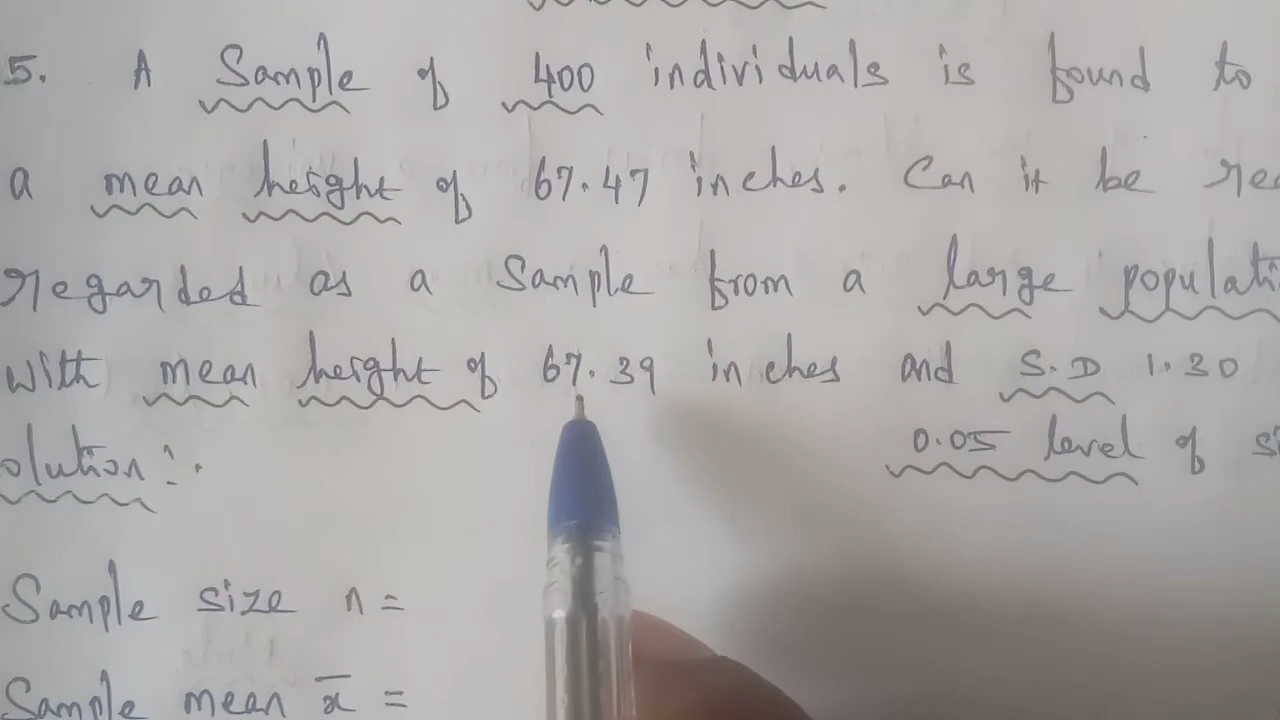 5. A Sample of 400 individuals is found to
a mean height of 67.47 inches. Can it be
regarded as a Sample from a large
with mean height of 67.39 inches and S.D 1.30
0.05 level of
olution:.
Sample size n =
Sample mean x̄ =